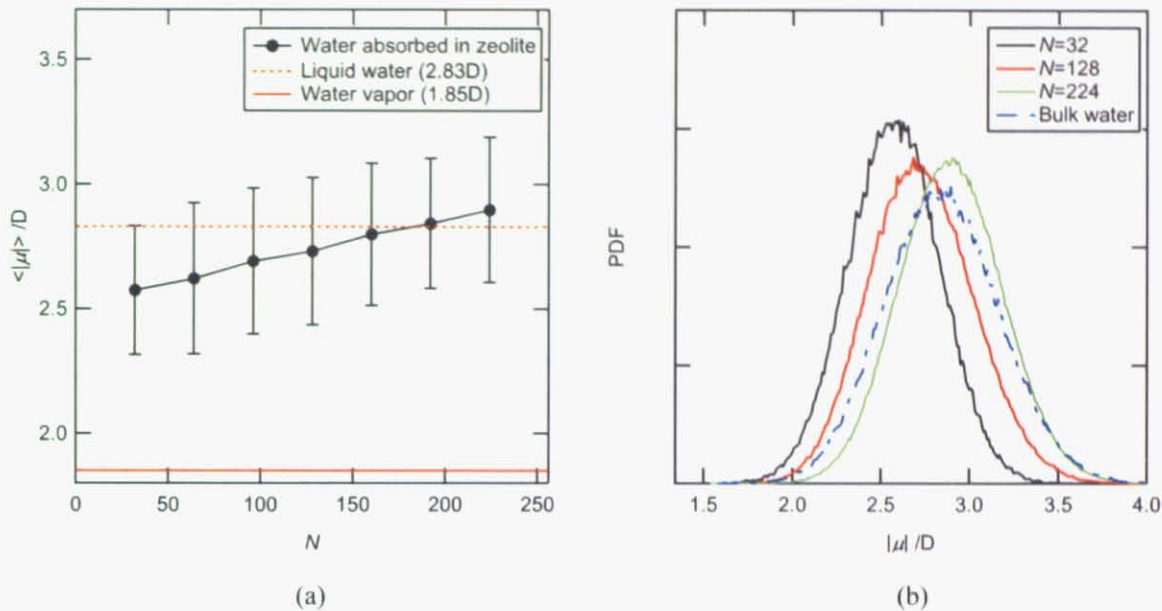 3.5
3.0
2.5
2.0
<|μ|> /D
Water absorbed in zeolite
Liquid water (2.83D)
Water vapor (1.85D)
0
50
100
150
200
250
N
(a)
PDF
N=32
N=128
N=224
Bulk water
1.5
2.0
2.5
3.0
3.5
4.0
|μ| /D
(b)